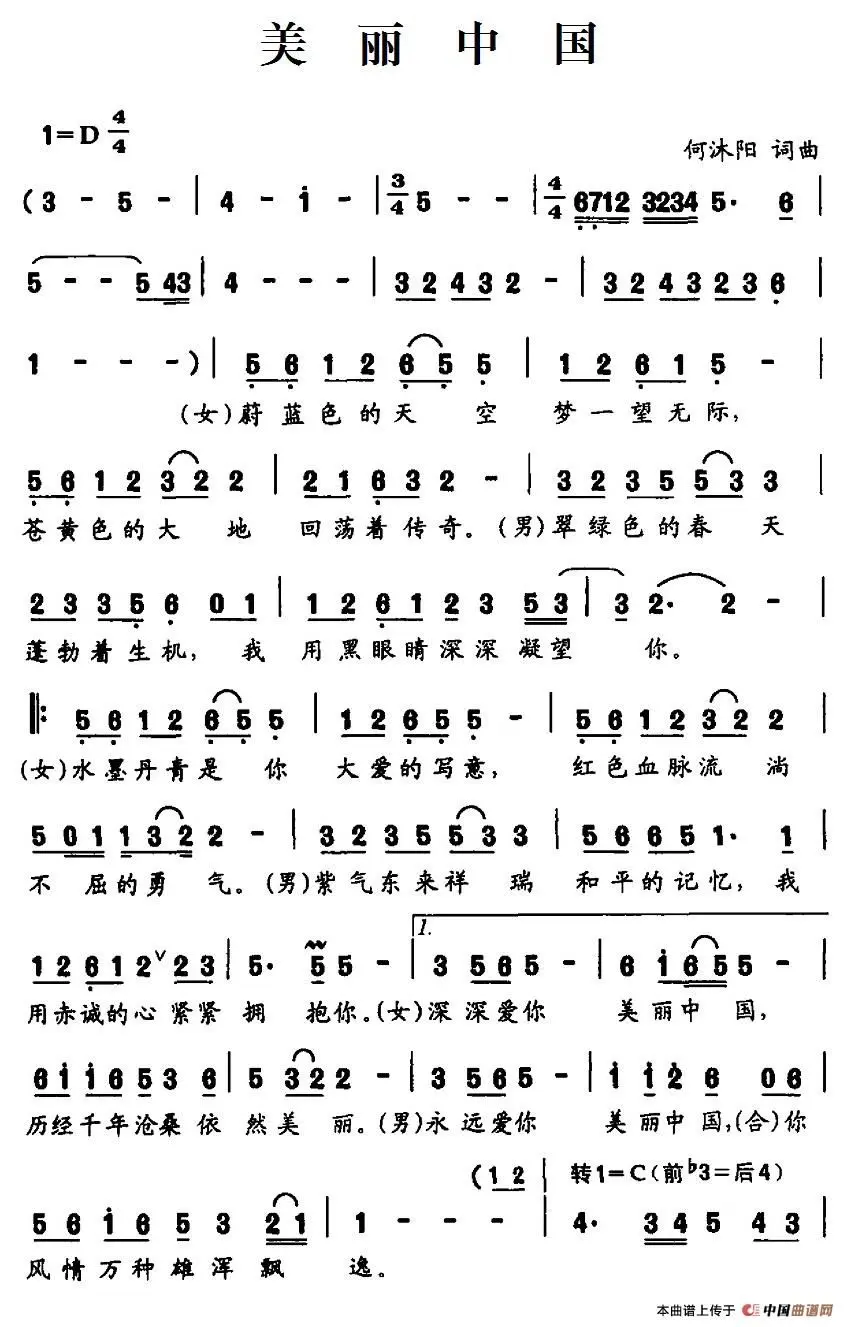 美丽中国
1=D 4/4
何沐阳 词曲
(3 - 5 - | 4 - i - | 3/4 5 - - | 4/4 6712 3234 5· 6 |
5 - - 5 43 | 4 - - - | 3 2 4 3 2 - | 3 2 4 3 2 3 6 |
1 - - -) | 5 6 1 2 6 5 5 | 1 2 6 1 5 - |
(女)蔚蓝色的天 空 梦一望无际,
5 6 1 2 3 2 2 | 2 1 6 3 2 - | 3 2 3 5 5 3 3 |
苍黄色的大 地 回荡着传奇。(男)翠绿色的春 天
2 3 3 5 6 0 1 | 1 2 6 1 2 3 5 3 | 3 2· 2 - |
蓬勃着生机, 我 用黑眼睛深深凝望 你。
‖: 5 6 1 2 6 5 5 | 1 2 6 5 5 - | 5 6 1 2 3 2 2 |
(女)水墨丹青是 你 大爱的写意, 红色血脉流 淌
5 0 1 1 3 2 2 - | 3 2 3 5 5 3 3 | 5 6 6 5 1· 1 |
不 屈的勇 气。(男)紫气东来祥 瑞 和平的记忆,我
1.
1 2 6 1 2 ∨ 2 3 | 5· 5 5 - | 3 5 6 5 - | 6 i 6 5 5 - |
用赤诚的心 紧紧 拥 抱你。(女)深 深爱你 美丽中 国,
6 i i 6 5 3 6 | 5 3 2 2 - | 3 5 6 5 - | i i 2 6 0 6 |
历经千年沧桑依 然美 丽。(男)永 远爱你 美丽中国,(合)你
(1 2 | 转1=C(前♭3=后4)
5 6 i 6 5 3 2 1 | 1 - - - | 4· 3 4 5 4 3 |
风情万种雄浑飘 逸。
本曲谱上传于 中国曲谱网